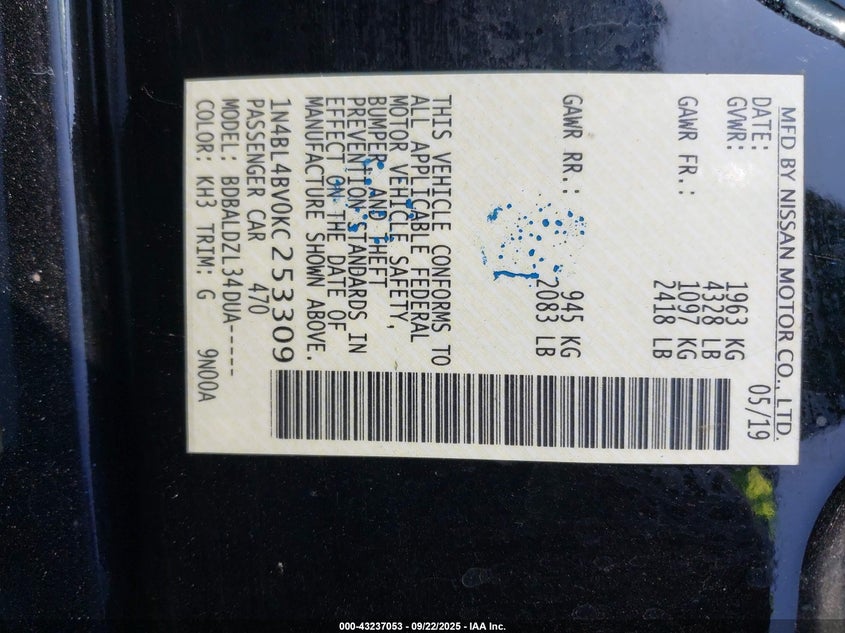 MFD BY NISSAN MOTOR CO., LTD.
DATE: 05/19
GVWR: 1963 KG
4328 LB
GAWR FR.: 1097 KG
2418 LB
GAWR RR.: 945 KG
2083 LB
THIS VEHICLE CONFORMS TO
ALL APPLICABLE FEDERAL
MOTOR VEHICLE SAFETY,
BUMPER AND THEFT
PREVENTION STANDARDS IN
EFFECT ON THE DATE OF
MANUFACTURE SHOWN ABOVE.
1N4BL4BV0KC253309
PASSENGER CAR 470
MODEL: BDBALDZL34DUA-----
COLOR: KH3 TRIM: G 9N00A
000-43237053 - 09/22/2025 - IAA Inc.